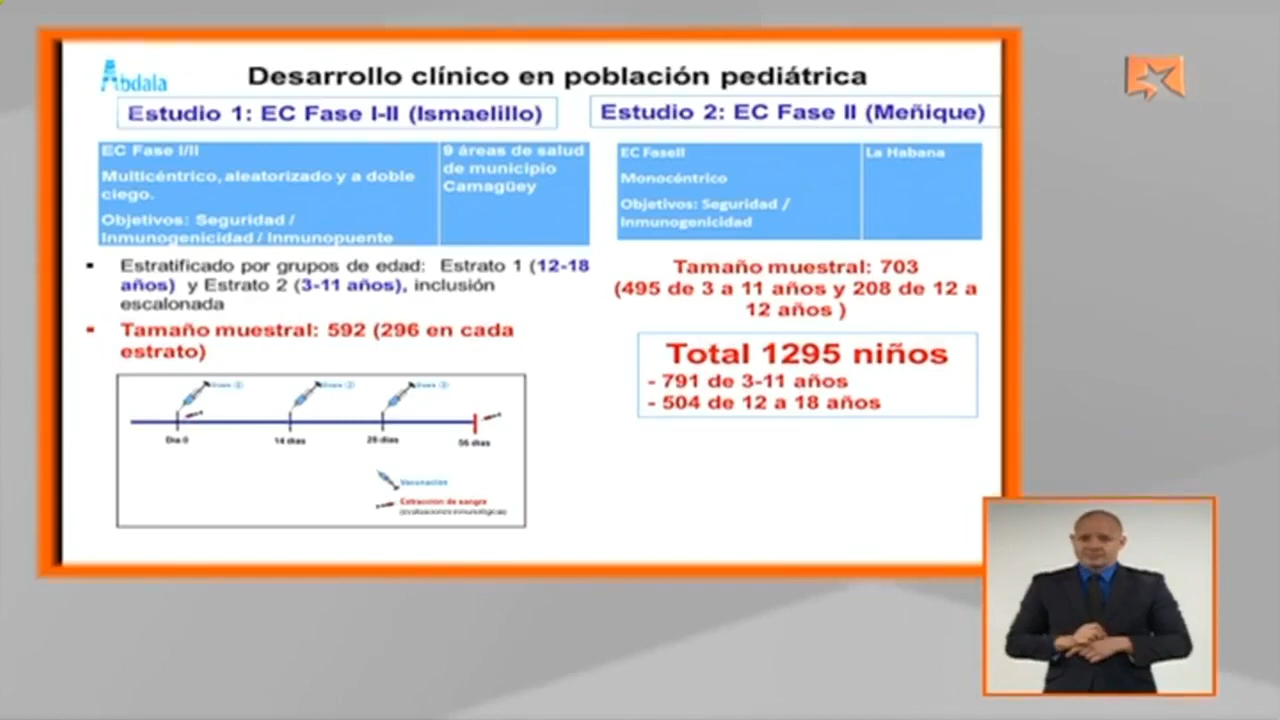 Abdala
Desarrollo clínico en población pediátrica
Estudio 1: EC Fase I-II (Ismaelillo)
EC Fase I/II
Multicéntrico, aleatorizado y a doble
ciego.
Objetivos: Seguridad /
Inmunogenicidad / Inmunopuente
9 áreas de salud
de municipio
Camagüey
Estratificado por grupos de edad: Estrato 1 (12-18
años) y Estrato 2 (3-11 años), inclusión
escalonada
Tamaño muestral: 592 (296 en cada
estrato)
Día 0
14 días
28 días
56 días
Vacunación
Extracción de sangre
Estudio 2: EC Fase II (Meñique)
EC FaseII
Monocéntrico
Objetivos: Seguridad /
Inmunogenicidad
La Habana
Tamaño muestral: 703
(495 de 3 a 11 años y 208 de 12 a
12 años )
Total 1295 niños
- 791 de 3-11 años
- 504 de 12 a 18 años